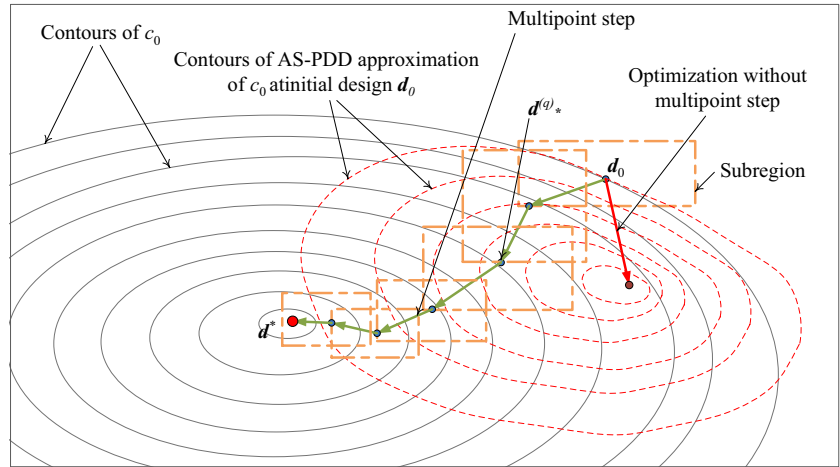 Multipoint step
Contours of c₀
Contours of AS-PDD approximation
of c₀ atinitial design d₀
Optimization without
multipoint step
d⁽q⁾*
d₀
Subregion
d*